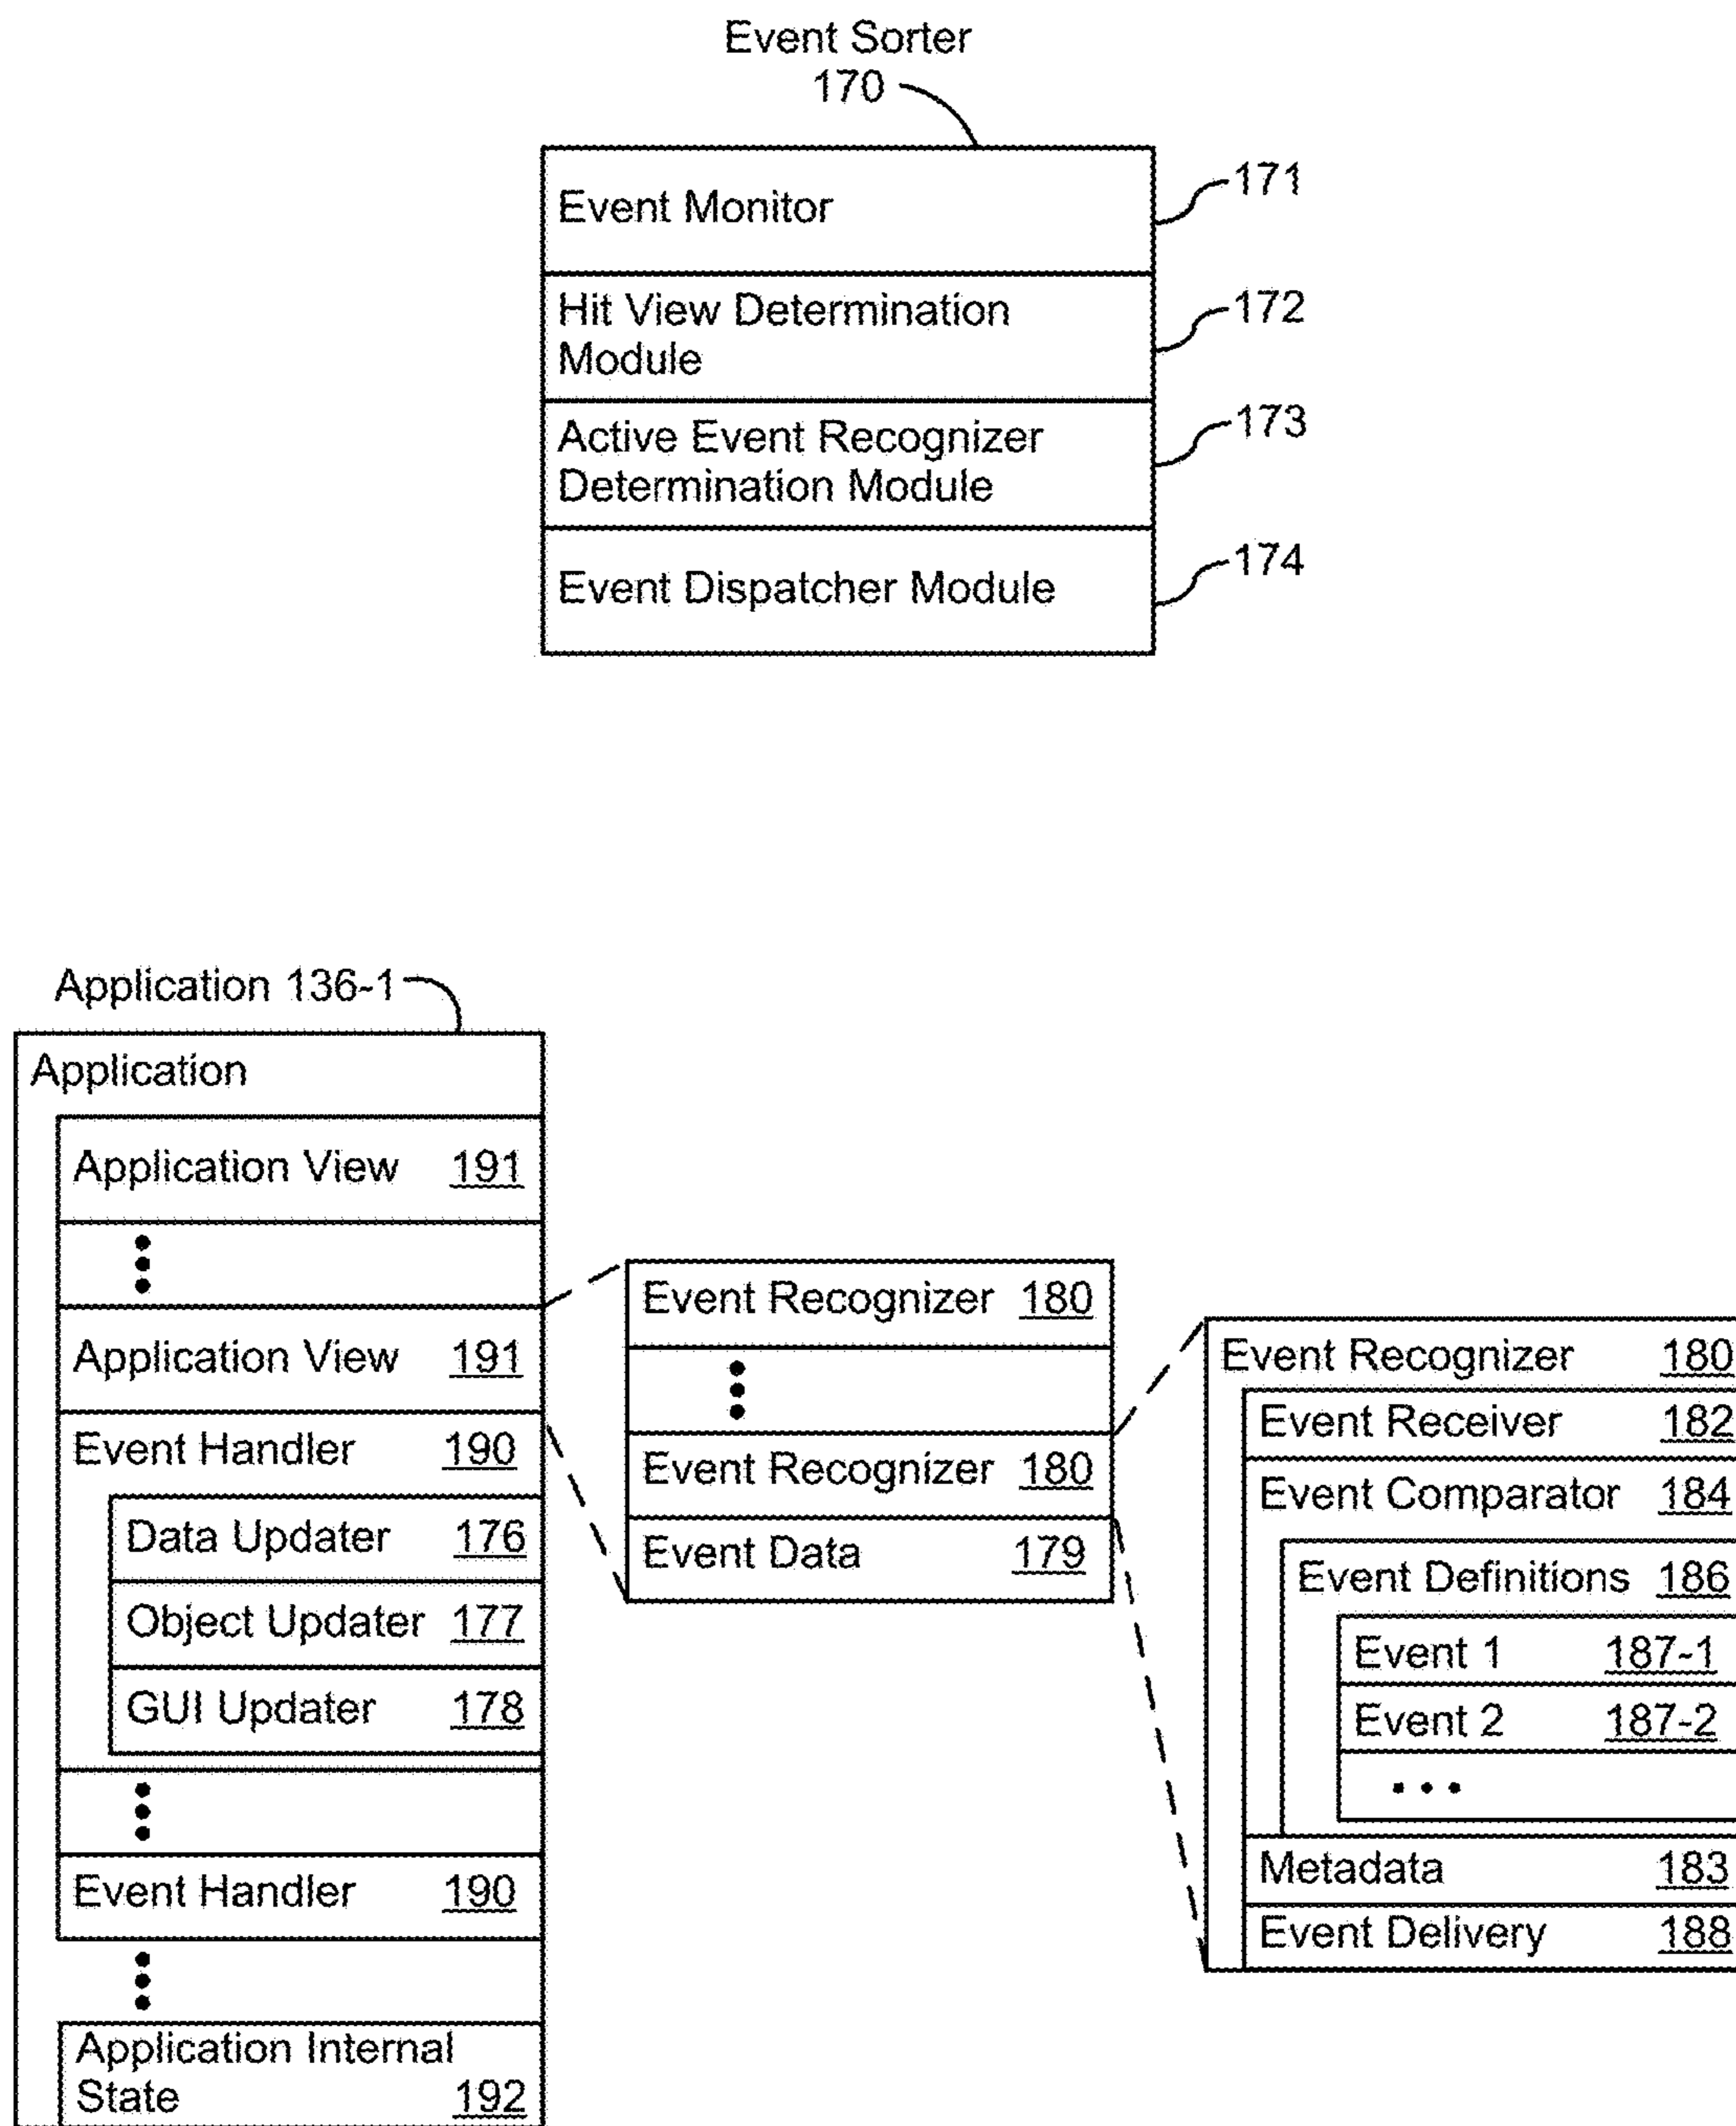 Event Sorter
170
Event Monitor
171
Hit View Determination
Module
172
Active Event Recognizer
Determination Module
173
Event Dispatcher Module
174
Application 136-1
Application
Application View 191
Application View 191
Event Handler 190
Data Updater 176
Object Updater 177
GUI Updater 178
Event Handler 190
Application Internal
State 192
Event Recognizer 180
Event Recognizer 180
Event Data 179
Event Recognizer 180
Event Receiver 182
Event Comparator 184
Event Definitions 186
Event 1 187-1
Event 2 187-2
Metadata 183
Event Delivery 188